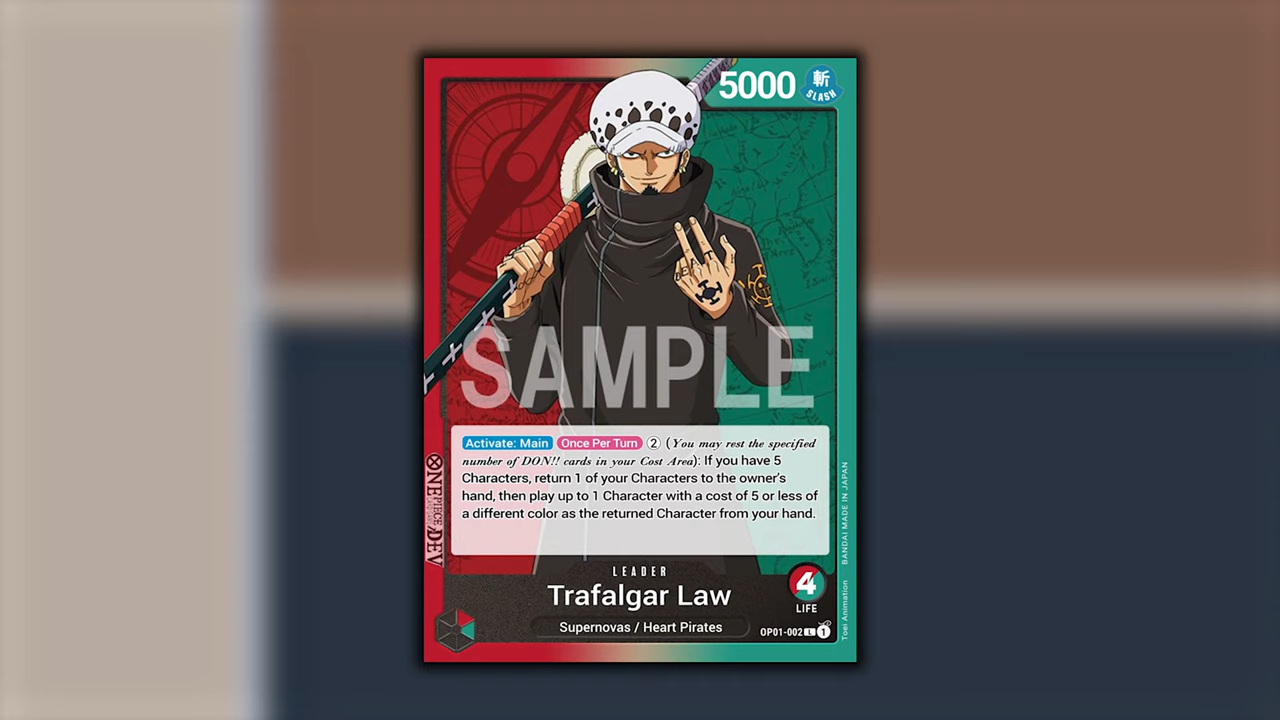 5000
斬
SLASH
DEAT
SAMPLE
Activate: Main Once Per Turn ② (You may rest the specified
number of DON!! cards in your Cost Area): If you have 5
Characters, return 1 of your Characters to the owner's
hand, then play up to 1 Character with a cost of 5 or less of
a different color as the returned Character from your hand.
LEADER
Trafalgar Law
Supernovas / Heart Pirates
4
LIFE
OP01-002 L 1
Toei Animation BANDAI MADE IN JAPAN